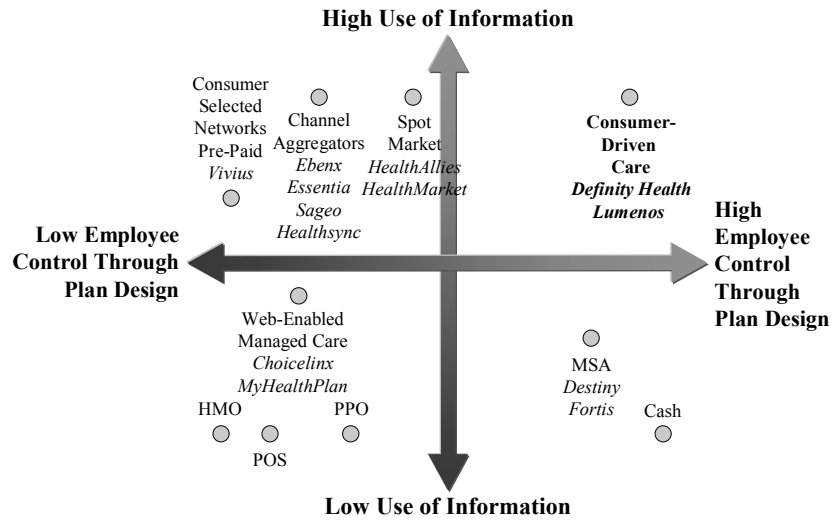 High Use of Information
Consumer
Selected
Networks
Pre-Paid
Vivius
Channel
Aggregators
Ebenx
Essentia
Sageo
Healthsync
Spot
Market
HealthAllies
HealthMarket
Consumer-
Driven
Care
Definity Health
Lumenos
Low Employee
Control Through
Plan Design
High
Employee
Control
Through
Plan Design
Web-Enabled
Managed Care
Choicelinx
MyHealthPlan
MSA
Destiny
Fortis
HMO
POS
PPO
Cash
Low Use of Information